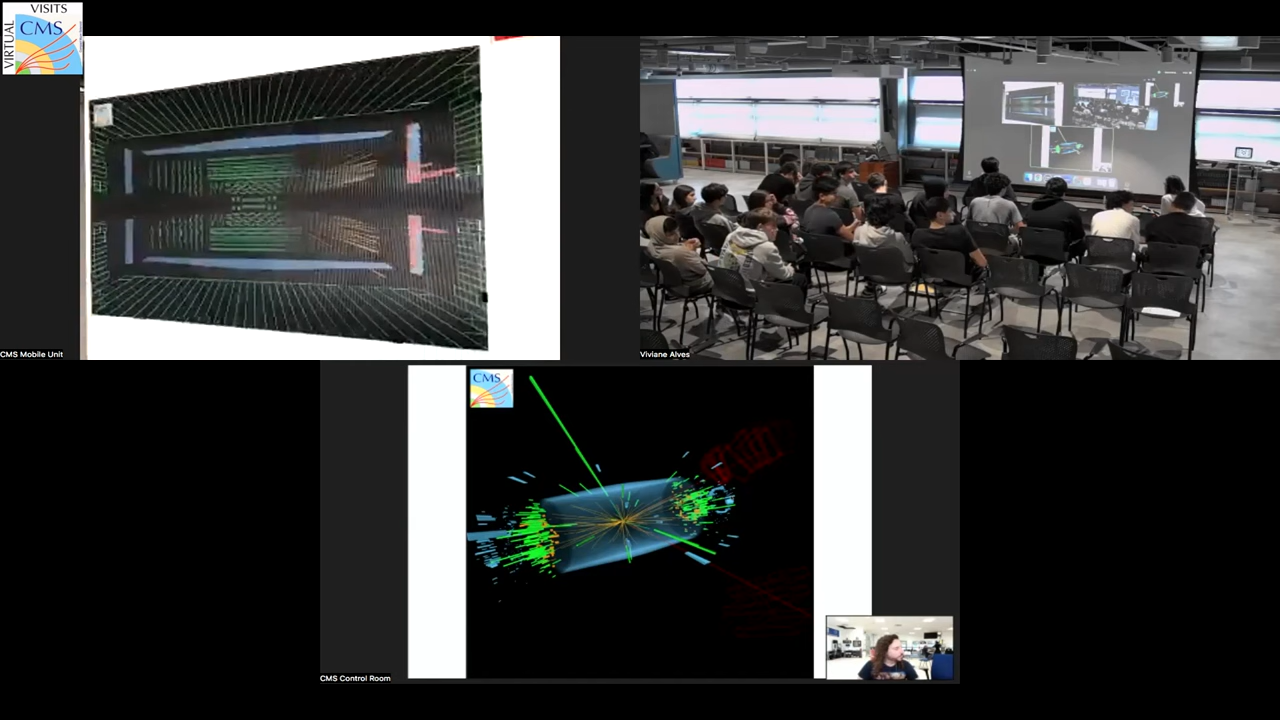 VISITS
VIRTUAL
CMS
CMS Mobile Unit
Viviane Alves
CMS
CMS Control Room